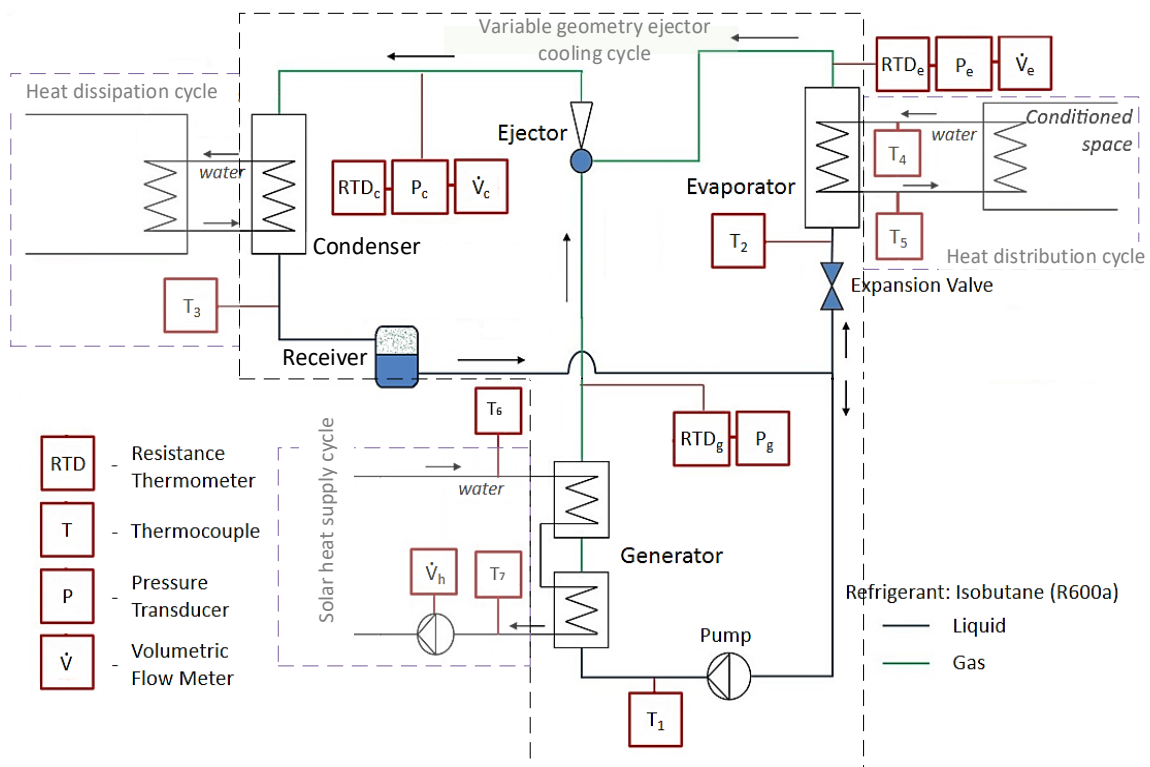 Variable geometry ejector
cooling cycle
Heat dissipation cycle
RTDe
Pe
V̇e
Conditioned
space
water
T4
T5
Heat distribution cycle
Ejector
Evaporator
T2
Expansion Valve
water
RTDc
Pc
V̇c
Condenser
T3
Receiver
T6
RTDg
Pg
Solar heat supply cycle
water
V̇h
T7
Generator
Pump
T1
RTD - Resistance
Thermometer
T - Thermocouple
P - Pressure
Transducer
V̇ - Volumetric
Flow Meter
Refrigerant: Isobutane (R600a)
Liquid
Gas